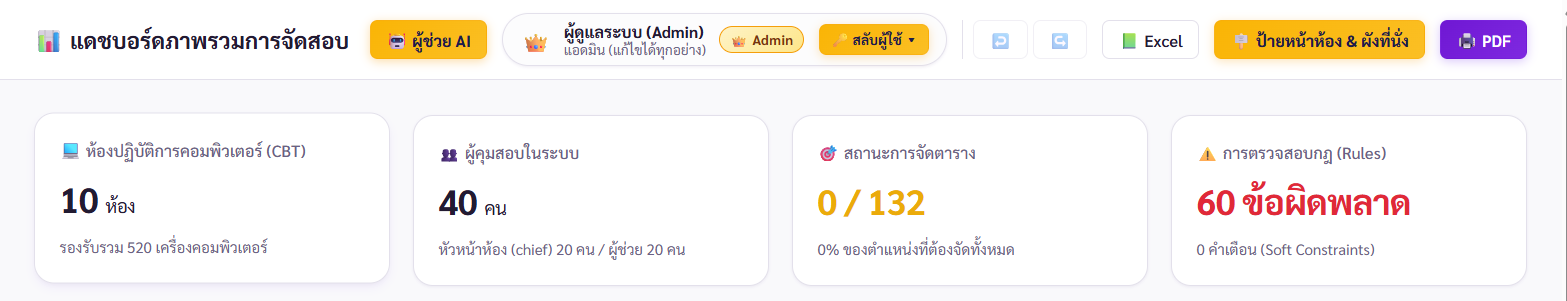 แดชบอร์ดภาพรวมการจัดสอบ
ผู้ช่วย AI
ผู้ดูแลระบบ (Admin)
แอดมิน (แก้ไขได้ทุกอย่าง)
Admin
สลับผู้ใช้
Excel
ป้ายหน้าห้อง & ผังที่นั่ง
PDF
ห้องปฏิบัติการคอมพิวเตอร์ (CBT)
10 ห้อง
รองรับรวม 520 เครื่องคอมพิวเตอร์
ผู้คุมสอบในระบบ
40 คน
หัวหน้าห้อง (chief) 20 คน / ผู้ช่วย 20 คน
สถานะการจัดตาราง
0 / 132
0% ของตำแหน่งที่ต้องจัดทั้งหมด
การตรวจสอบกฎ (Rules)
60 ข้อผิดพลาด
0 คำเตือน (Soft Constraints)